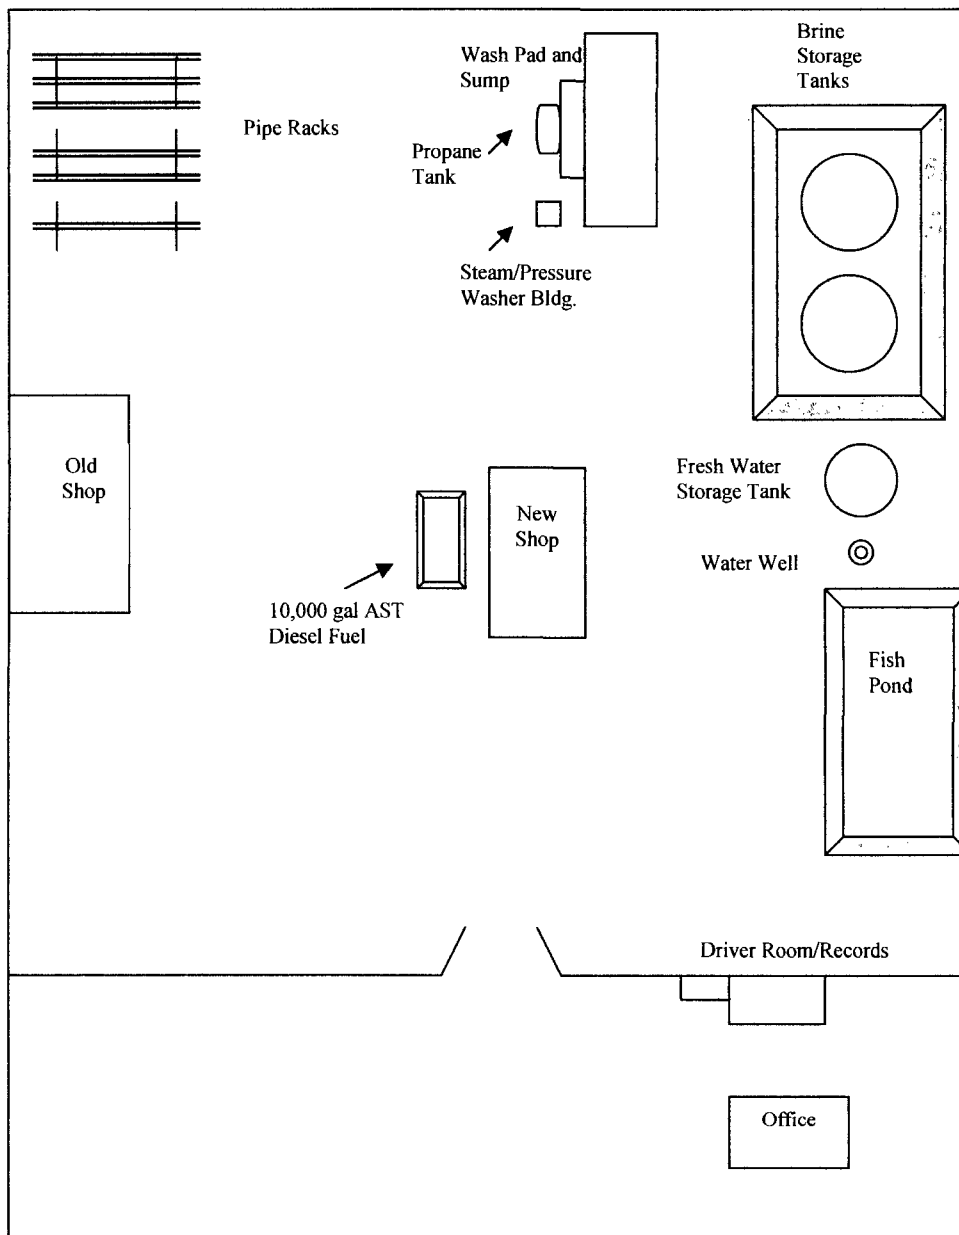 Wash Pad and
Sump
Brine
Storage
Tanks
Pipe Racks
Propane
Tank
Steam/Pressure
Washer Bldg.
Old
Shop
New
Shop
Fresh Water
Storage Tank
Water Well
10,000 gal AST
Diesel Fuel
Fish
Pond
Driver Room/Records
Office